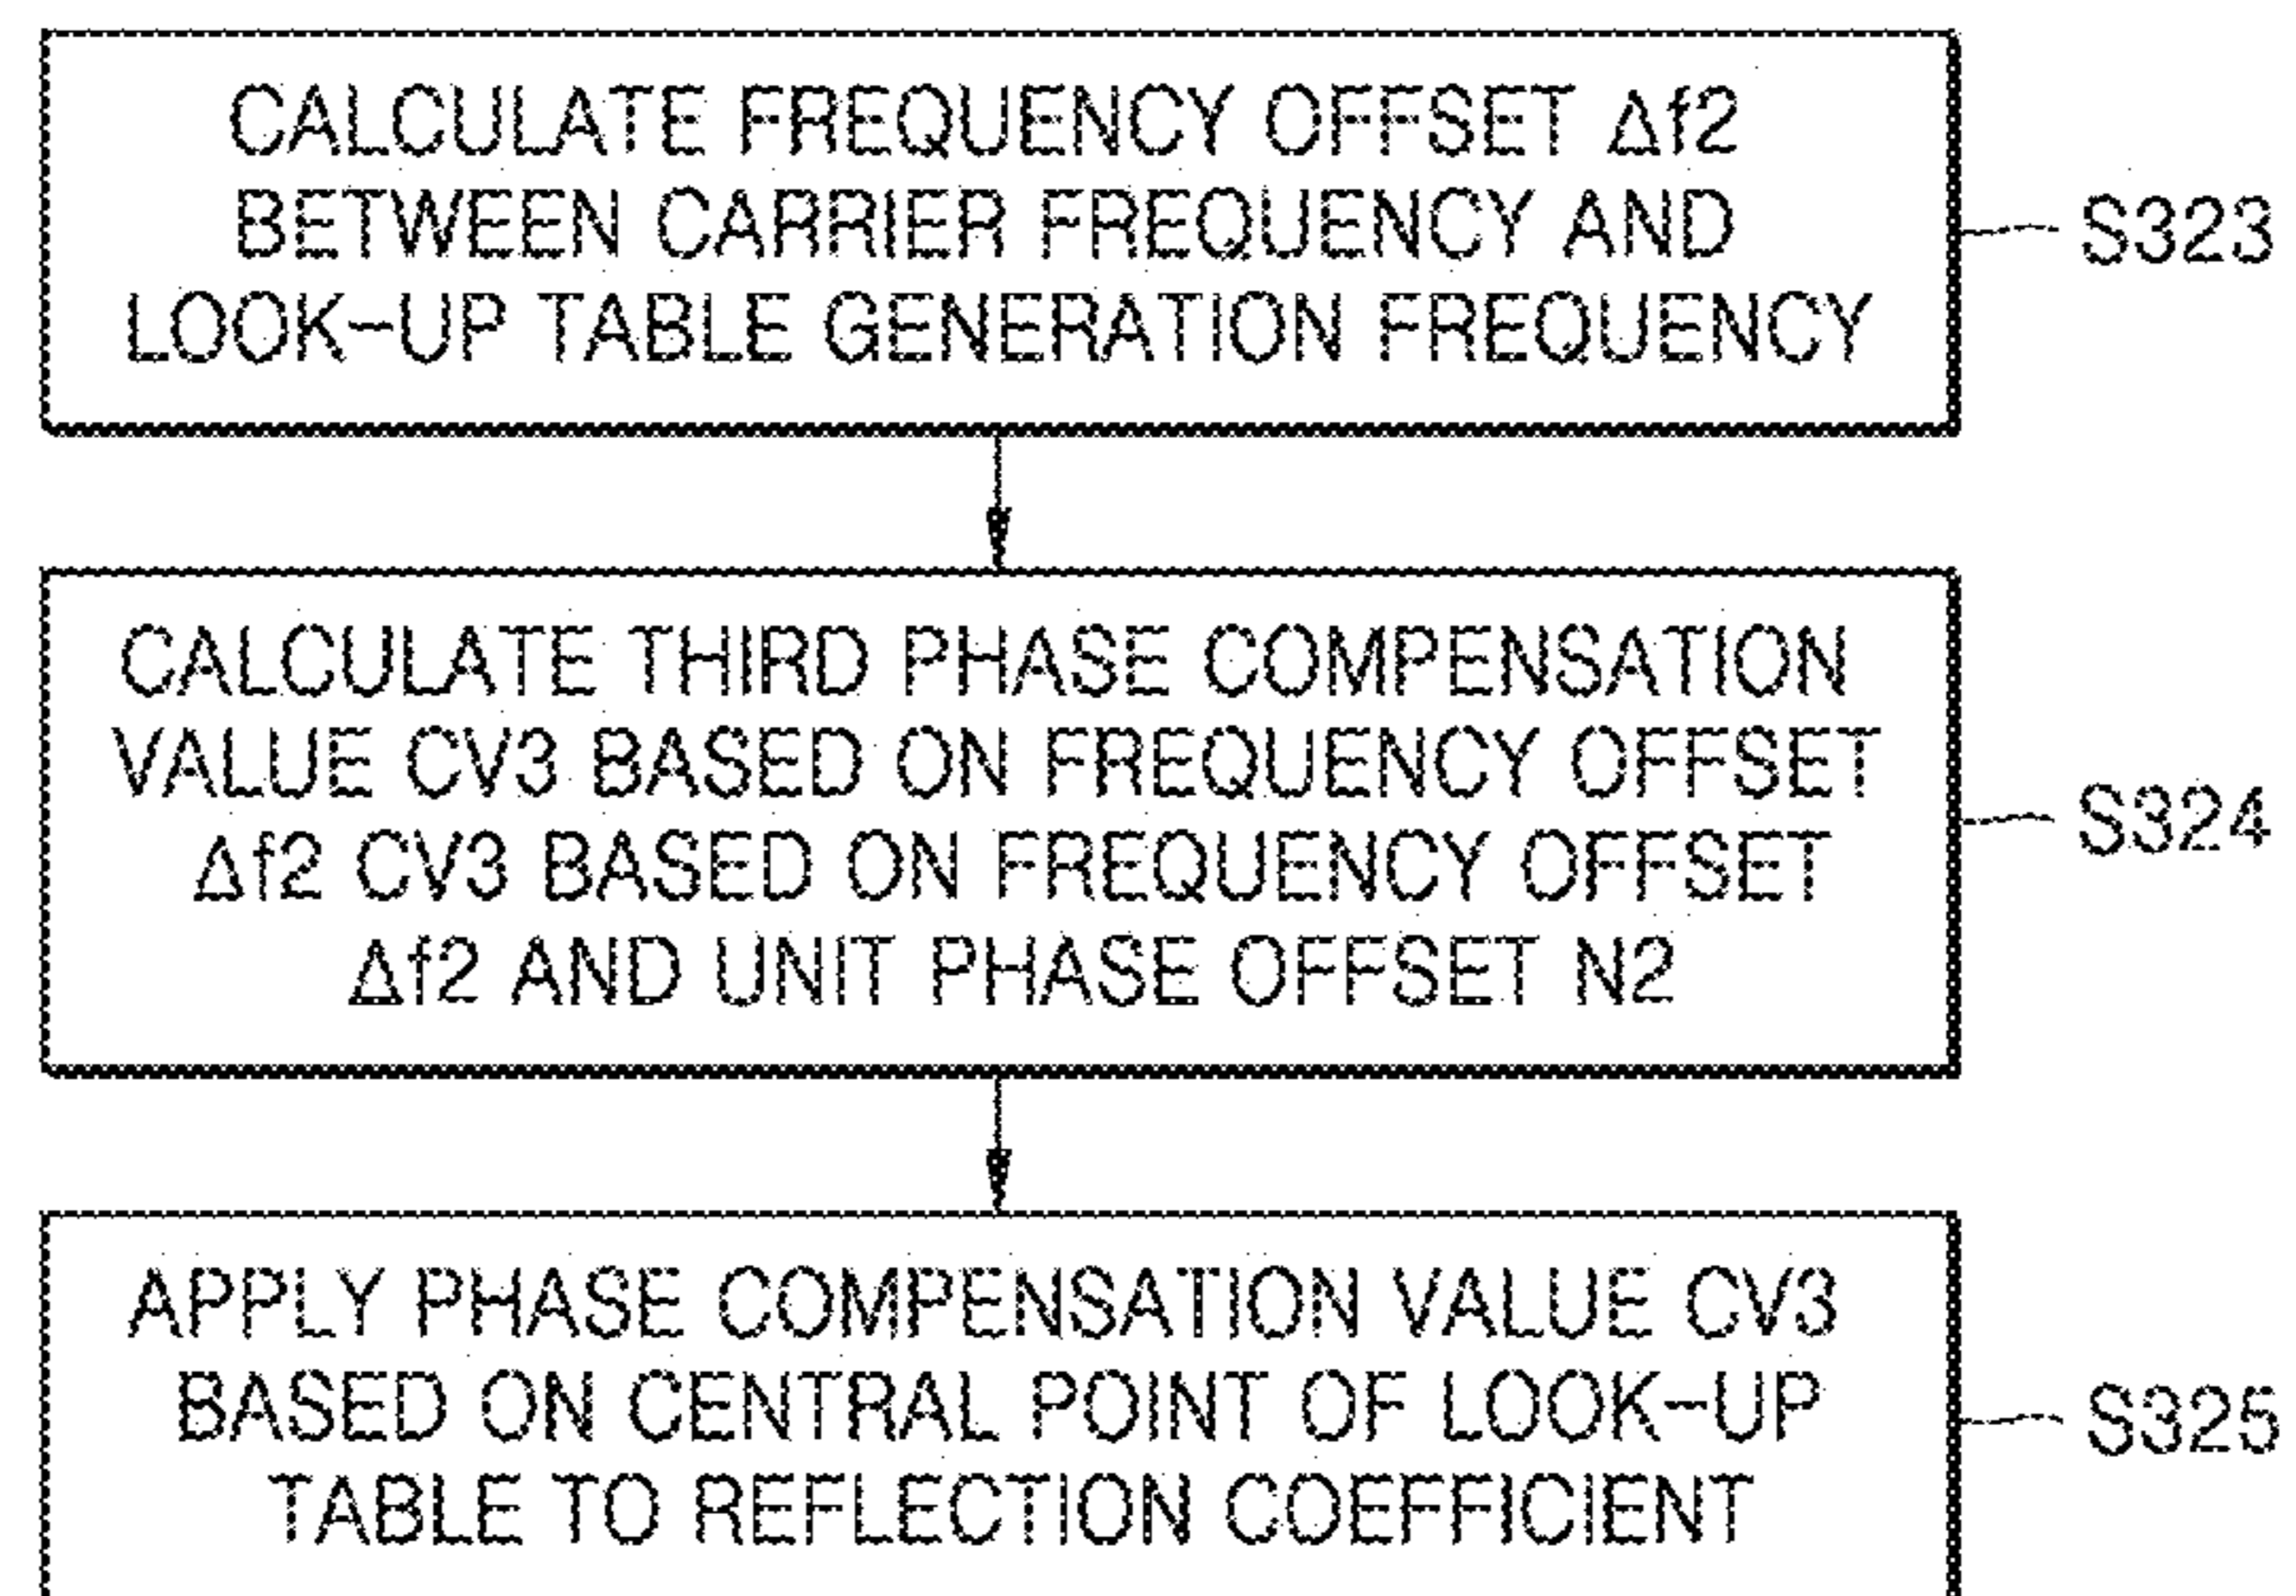 CALCULATE FREQUENCY OFFSET Δf2
BETWEEN CARRIER FREQUENCY AND
LOOK-UP TABLE GENERATION FREQUENCY
S323
CALCULATE THIRD PHASE COMPENSATION
VALUE CV3 BASED ON FREQUENCY OFFSET
Δf2 CV3 BASED ON FREQUENCY OFFSET
Δf2 AND UNIT PHASE OFFSET N2
S324
APPLY PHASE COMPENSATION VALUE CV3
BASED ON CENTRAL POINT OF LOOK-UP
TABLE TO REFLECTION COEFFICIENT
S325